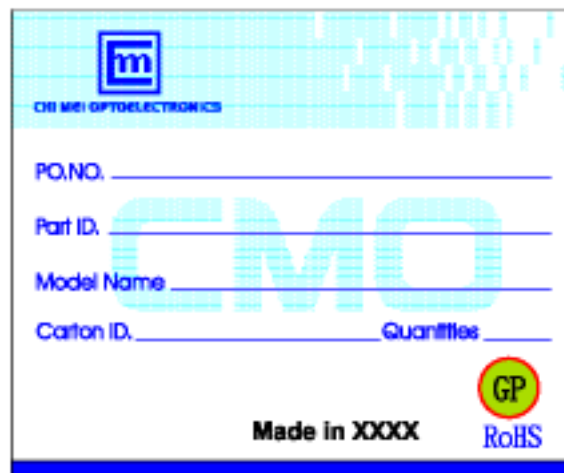 CHI MEI OPTOELECTRONICS
PO.NO.
Part ID.
CMO
Model Name
Carton ID. Quantities
GP
Made in XXXX RoHS